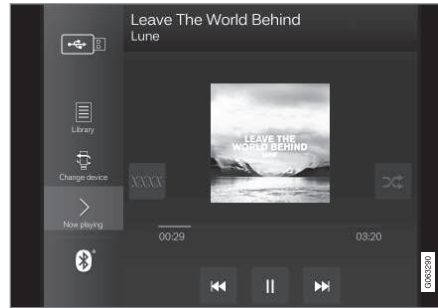 Leave The World Behind
Lune
Library
Change device
Now playing
XXXX
LEAVE THE
WORLD BEHIND
LUNE
00:29
03:20
G063290